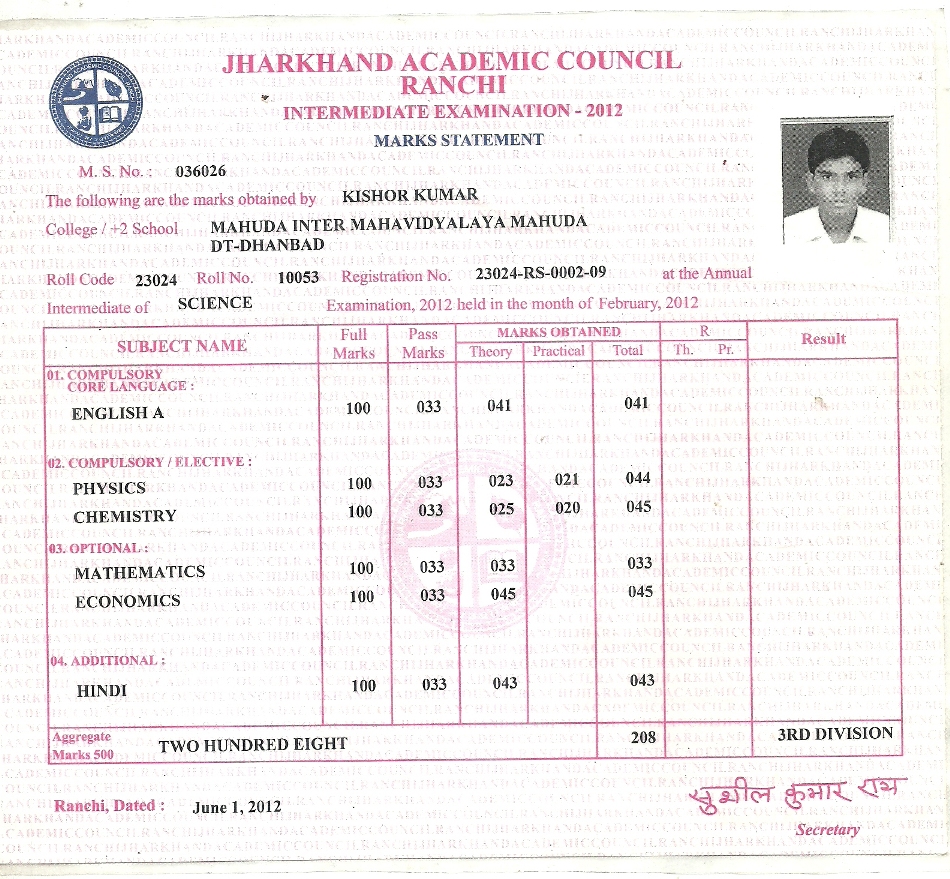 JHARKHAND ACADEMIC COUNCIL
RANCHI
INTERMEDIATE EXAMINATION - 2012
MARKS STATEMENT
M. S. No. : 036026
The following are the marks obtained by KISHOR KUMAR
College / +2 School MAHUDA INTER MAHAVIDYALAYA MAHUDA
DT-DHANBAD
Roll Code 23024 Roll No. 10053 Registration No. 23024-RS-0002-09 at the Annual
Intermediate of SCIENCE Examination, 2012 held in the month of February, 2012
SUBJECT NAME Full Marks Pass Marks MARKS OBTAINED R Result
Theory Practical Total Th. Pr.
01. COMPULSORY
CORE LANGUAGE :
ENGLISH A 100 033 041 041
02. COMPULSORY / ELECTIVE :
PHYSICS 100 033 023 021 044
CHEMISTRY 100 033 025 020 045
03. OPTIONAL :
MATHEMATICS 100 033 033 033
ECONOMICS 100 033 045 045
04. ADDITIONAL :
HINDI 100 033 043 043
Aggregate
Marks 500 TWO HUNDRED EIGHT 208 3RD DIVISION
Ranchi, Dated : June 1, 2012
सुशील कुमार राय
Secretary